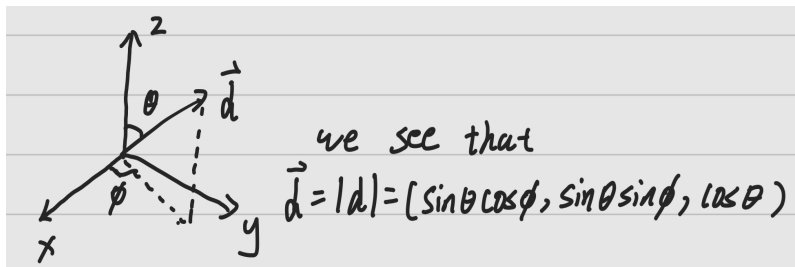 z
θ
d⃗
we see that
d⃗ = |d| = (sinθcosϕ, sinθsinϕ, cosθ)
ϕ
x
y